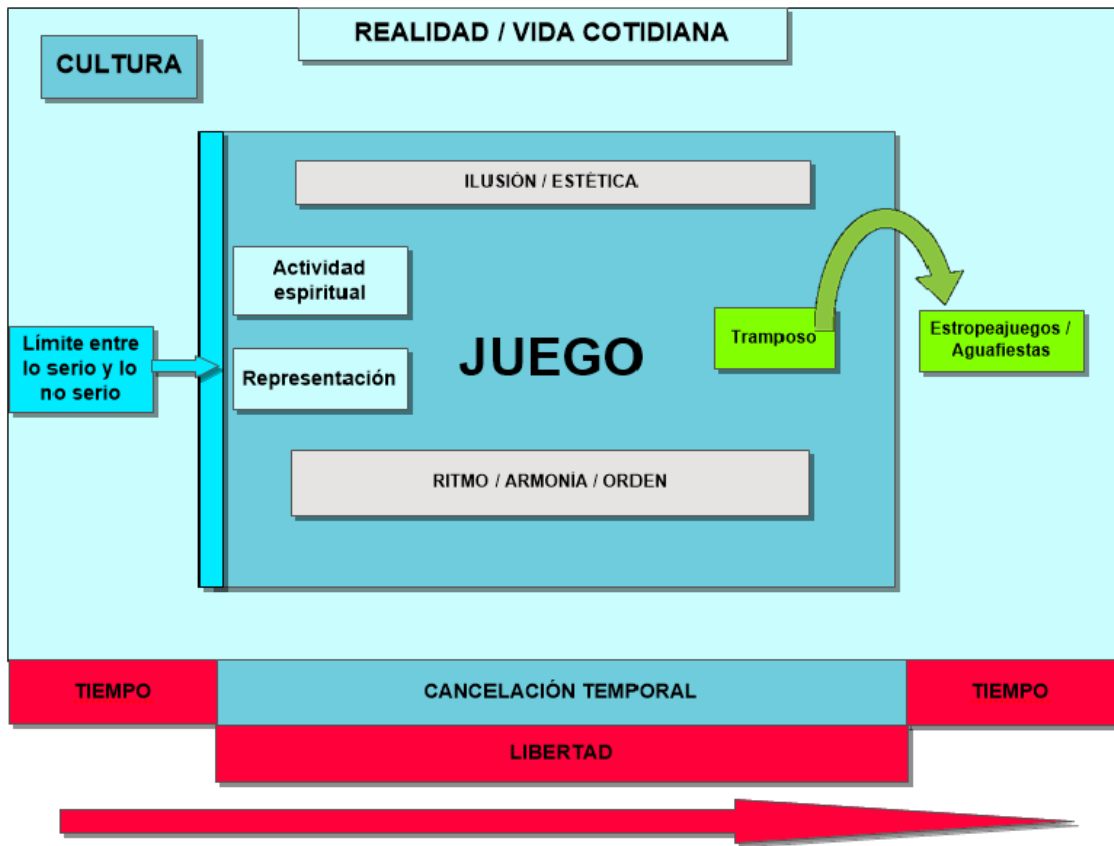 REALIDAD / VIDA COTIDIANA
CULTURA
ILUSIÓN / ESTÉTICA
Actividad
espiritual
Límite entre
lo serio y lo
no serio
Representación
JUEGO
Tramposo
Estropeajuegos /
Aguafiestas
RITMO / ARMONÍA / ORDEN
TIEMPO
CANCELACIÓN TEMPORAL
TIEMPO
LIBERTAD